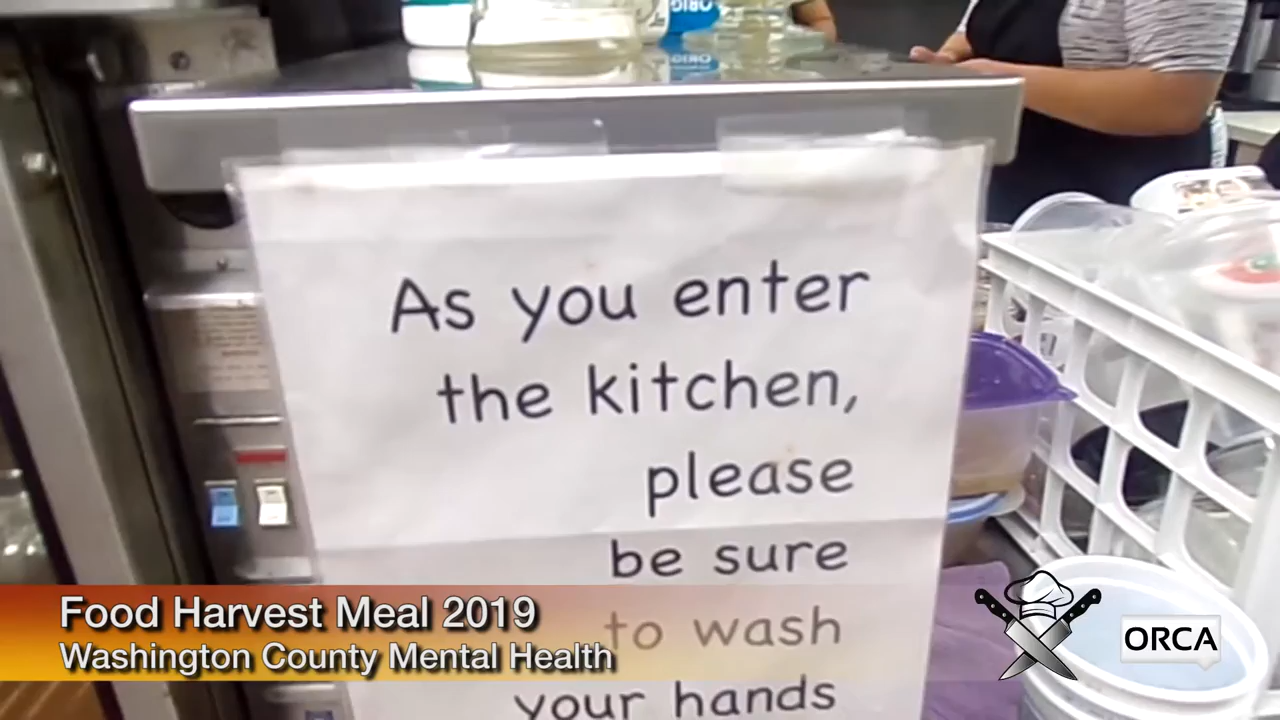 ORIG
As you enter
the kitchen,
please
be sure
to wash
your hands
Food Harvest Meal 2019
Washington County Mental Health
ORCA